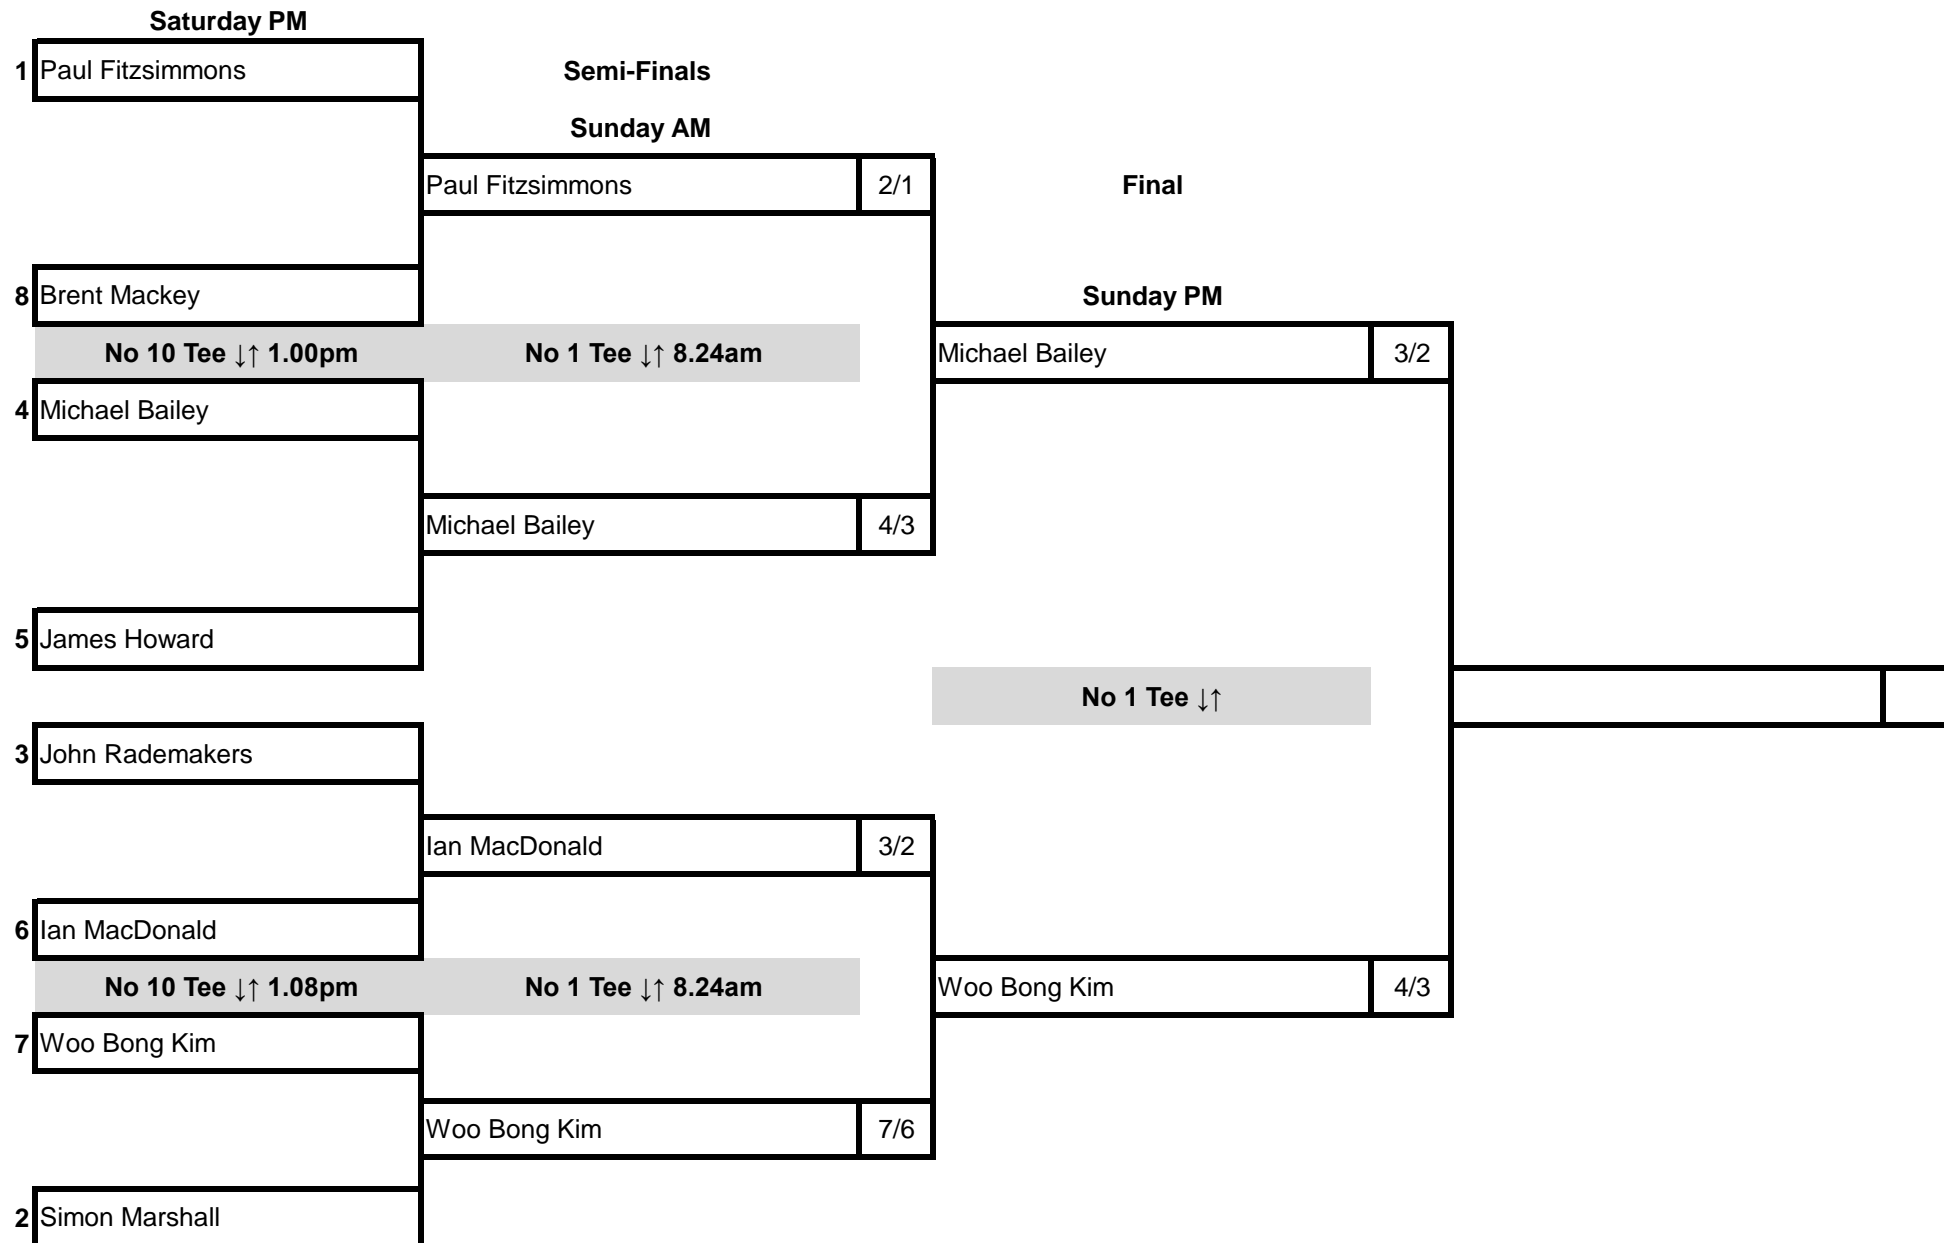 Saturday PM
1 Paul Fitzsimmons
Semi-Finals
Sunday AM
Paul Fitzsimmons 2/1
Final
8 Brent Mackey
Sunday PM
No 10 Tee ↓↑ 1.00pm No 1 Tee ↓↑ 8.24am
Michael Bailey 3/2
4 Michael Bailey
Michael Bailey 4/3
5 James Howard
No 1 Tee ↓↑
3 John Rademakers
Ian MacDonald 3/2
6 Ian MacDonald
No 10 Tee ↓↑ 1.08pm No 1 Tee ↓↑ 8.24am
Woo Bong Kim 4/3
7 Woo Bong Kim
Woo Bong Kim 7/6
2 Simon Marshall